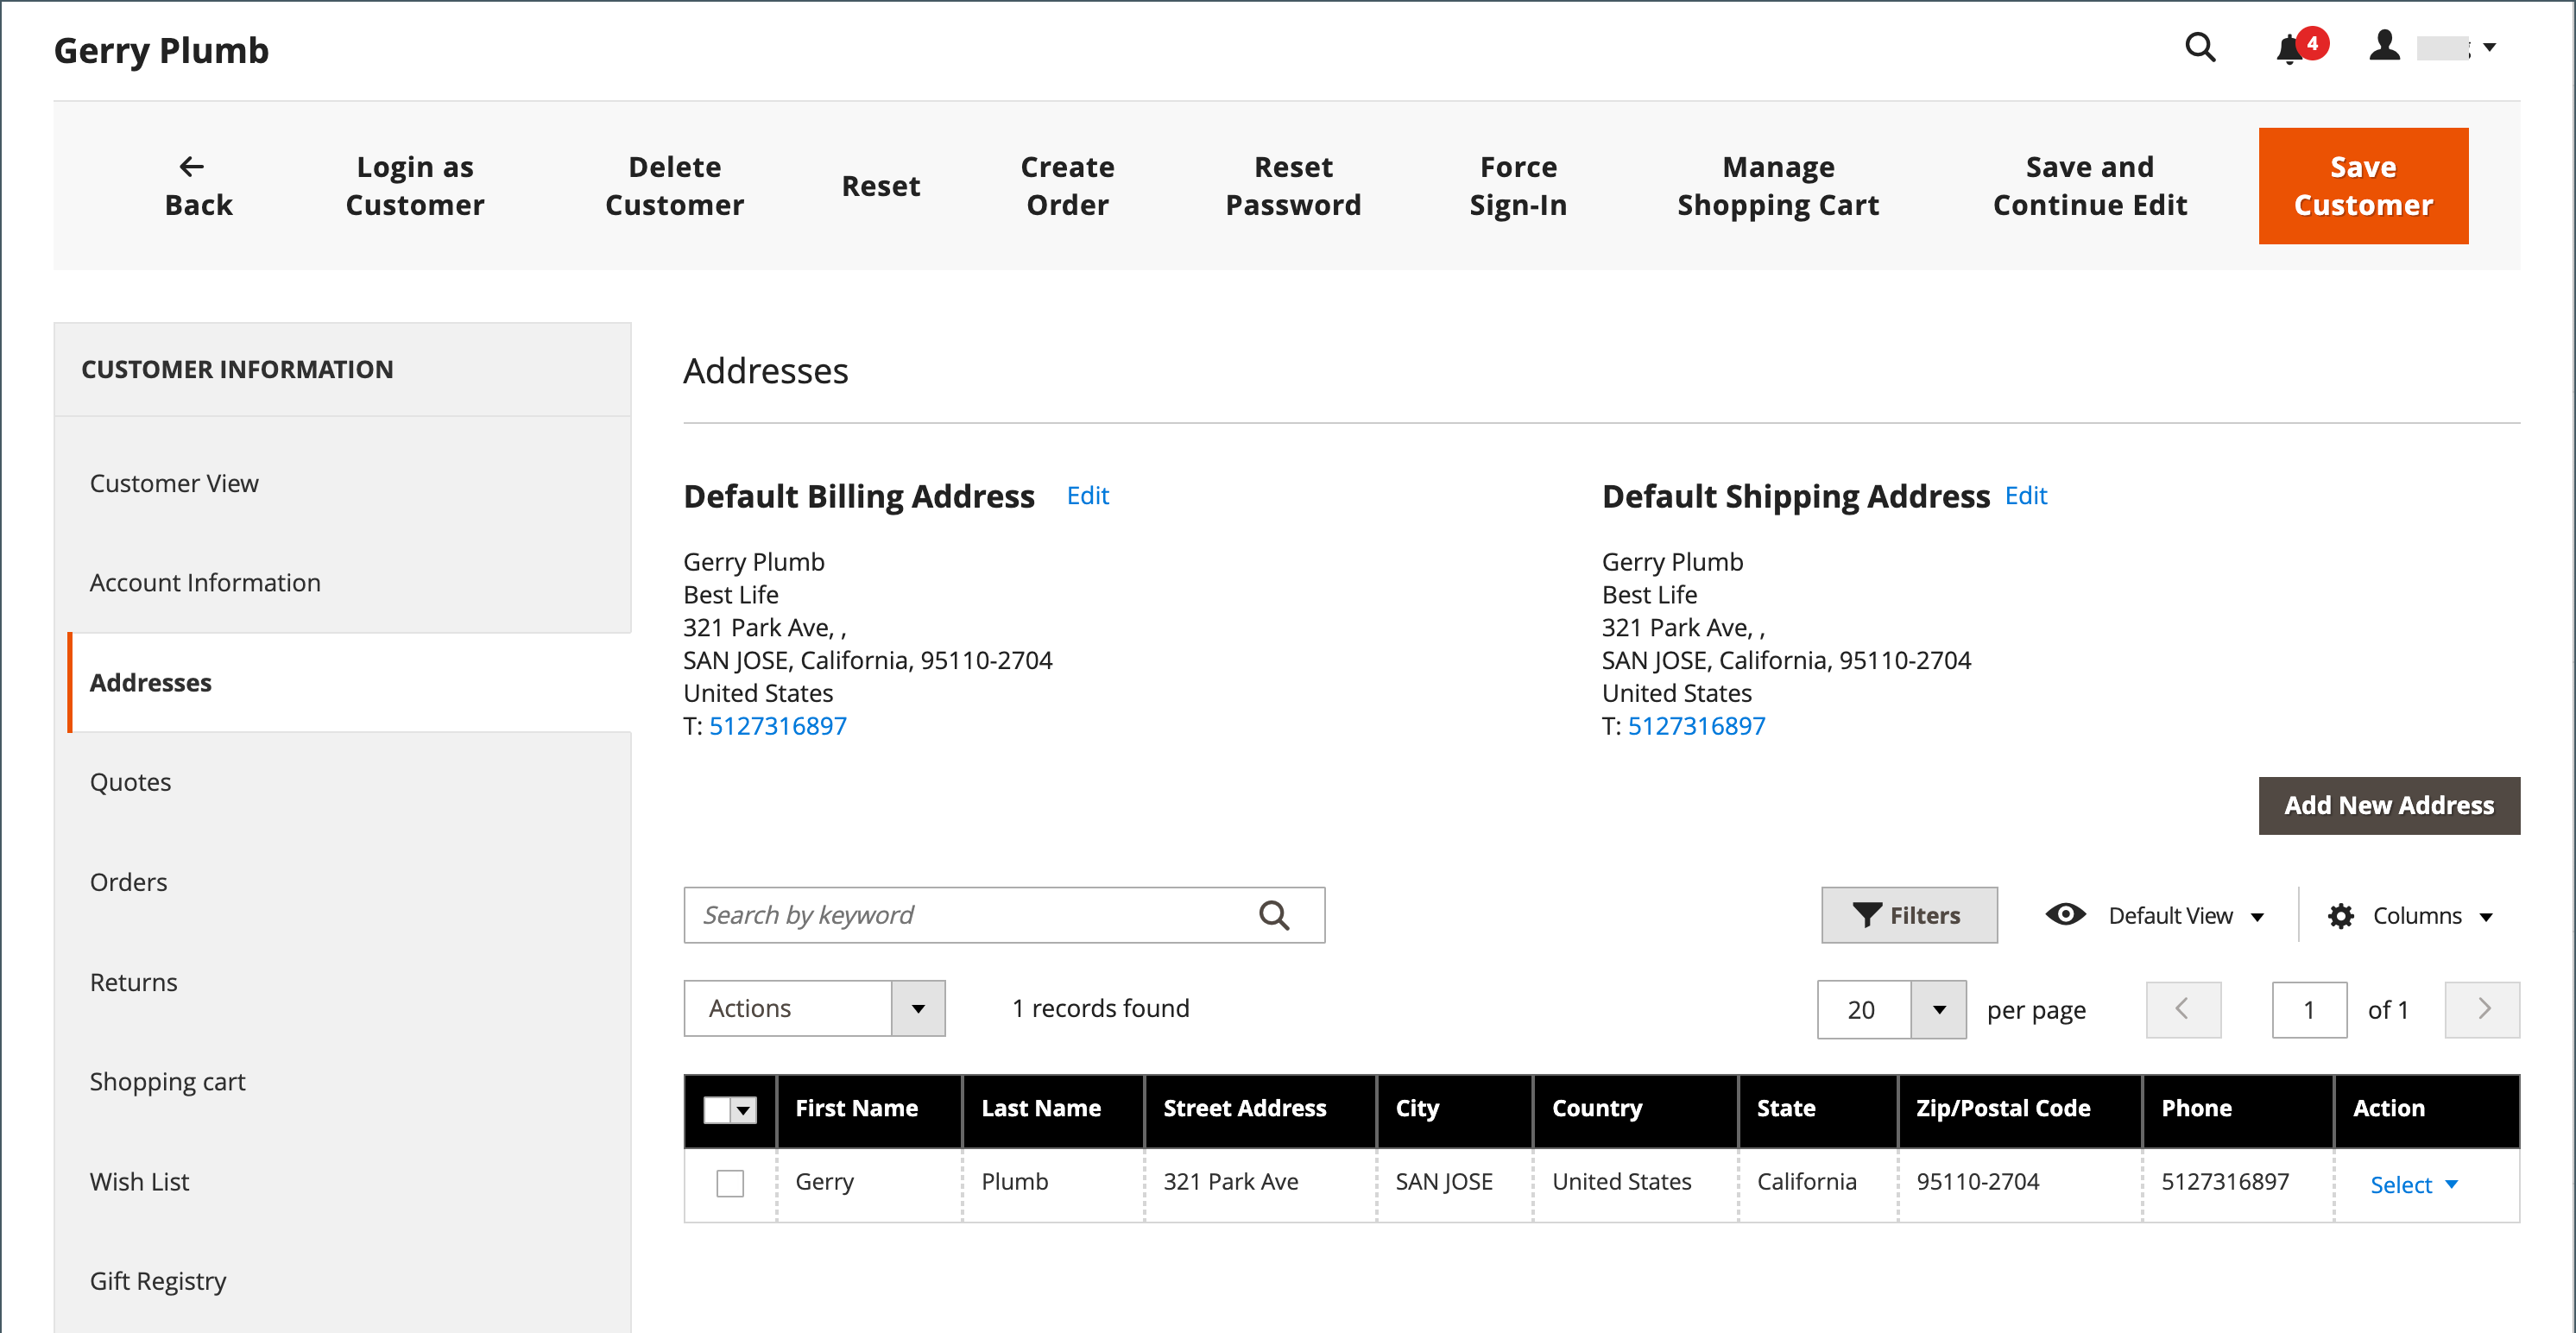 Gerry Plumb
4
Back
Login as
Customer
Delete
Customer
Reset
Create
Order
Reset
Password
Force
Sign-In
Manage
Shopping Cart
Save and
Continue Edit
Save
Customer
CUSTOMER INFORMATION
Customer View
Account Information
Addresses
Quotes
Orders
Returns
Shopping cart
Wish List
Gift Registry
Addresses
Default Billing Address Edit
Gerry Plumb
Best Life
321 Park Ave, ,
SAN JOSE, California, 95110-2704
United States
T: 5127316897
Default Shipping Address Edit
Gerry Plumb
Best Life
321 Park Ave, ,
SAN JOSE, California, 95110-2704
United States
T: 5127316897
Add New Address
Search by keyword
Filters
Default View
Columns
Actions
1 records found
20 per page
1 of 1
First Name Last Name Street Address City Country State Zip/Postal Code Phone Action
Gerry Plumb 321 Park Ave SAN JOSE United States California 95110-2704 5127316897 Select